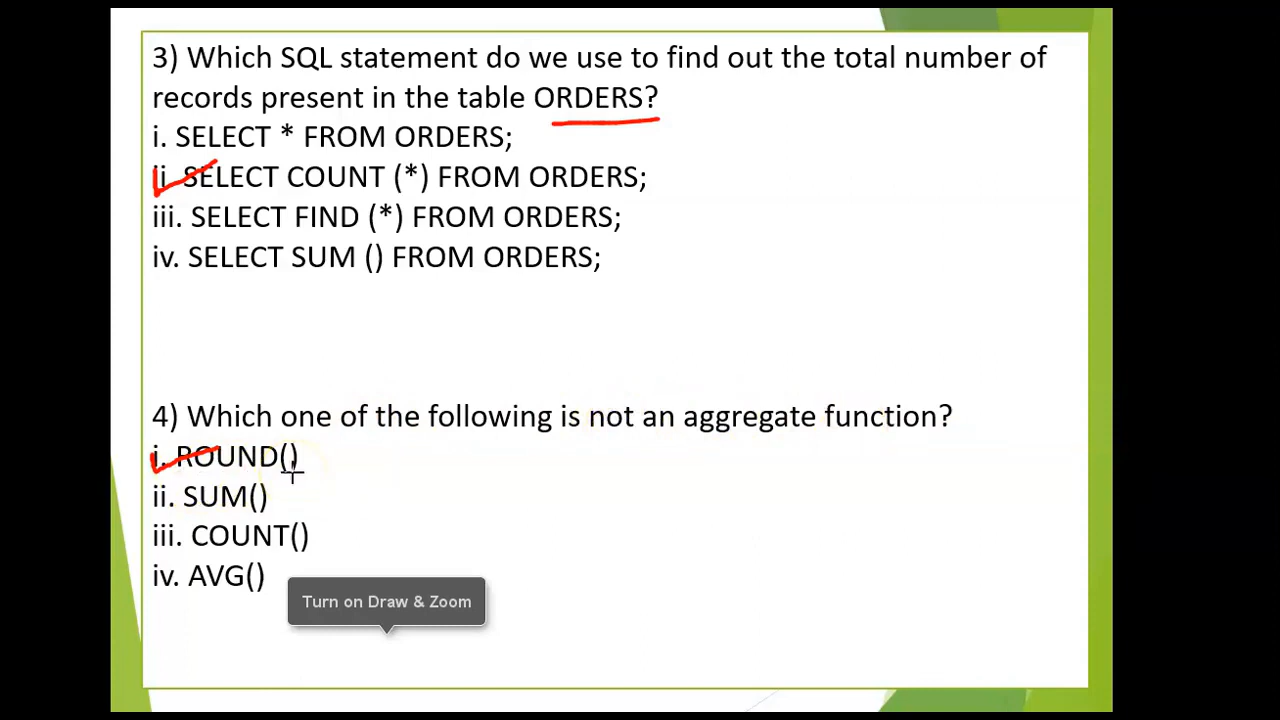 3) Which SQL statement do we use to find out the total number of
records present in the table ORDERS?
i. SELECT * FROM ORDERS;
ii. SELECT COUNT (*) FROM ORDERS;
iii. SELECT FIND (*) FROM ORDERS;
iv. SELECT SUM () FROM ORDERS;
4) Which one of the following is not an aggregate function?
i. ROUND()
ii. SUM()
iii. COUNT()
iv. AVG()
Turn on Draw & Zoom